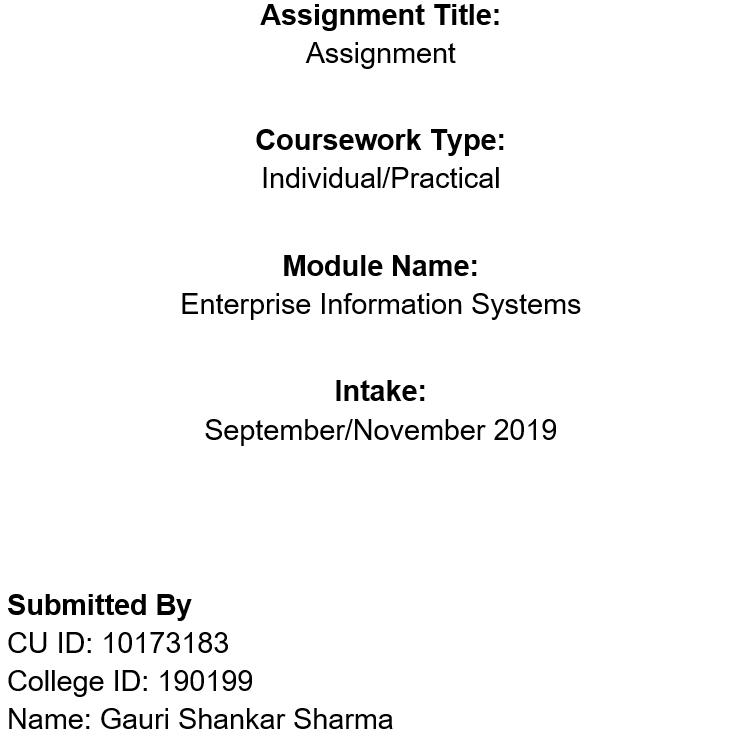 Assignment Title:
Assignment
Coursework Type:
Individual/Practical
Module Name:
Enterprise Information Systems
Intake:
September/November 2019
Submitted By
CU ID: 10173183
College ID: 190199
Name: Gauri Shankar Sharma